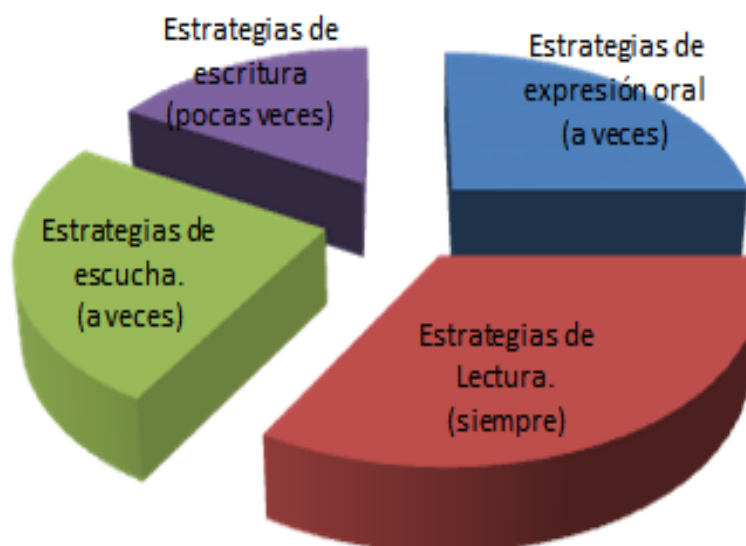 Estrategias de
escritura
(pocas veces)
Estrategias de
expresión oral
(a veces)
Estrategias de
escucha.
(a veces)
Estrategias de
Lectura.
(siempre)